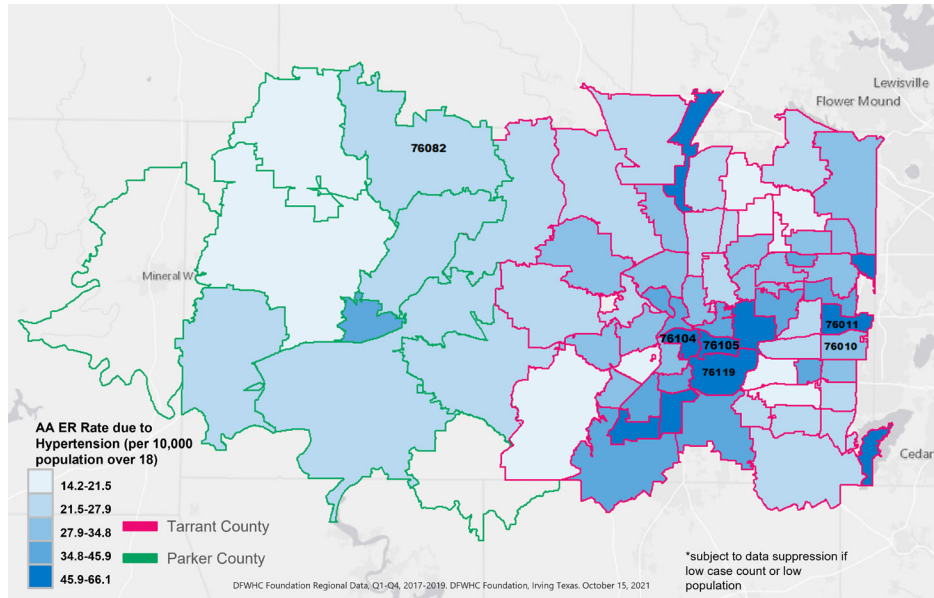 Lewisville
Flower Mound
76082
Mineral W
76011
76104
76105
76010
76119
AA ER Rate due to
Hypertension (per 10,000
population over 18)
14.2-21.5
21.5-27.9
27.9-34.8
34.8-45.9
45.9-66.1
Tarrant County
Parker County
Cedar
*subject to data suppression if
low case count or low
population
DFWHC Foundation Regional Data, Q1-Q4, 2017-2019. DFWHC Foundation, Irving Texas. October 15, 2021